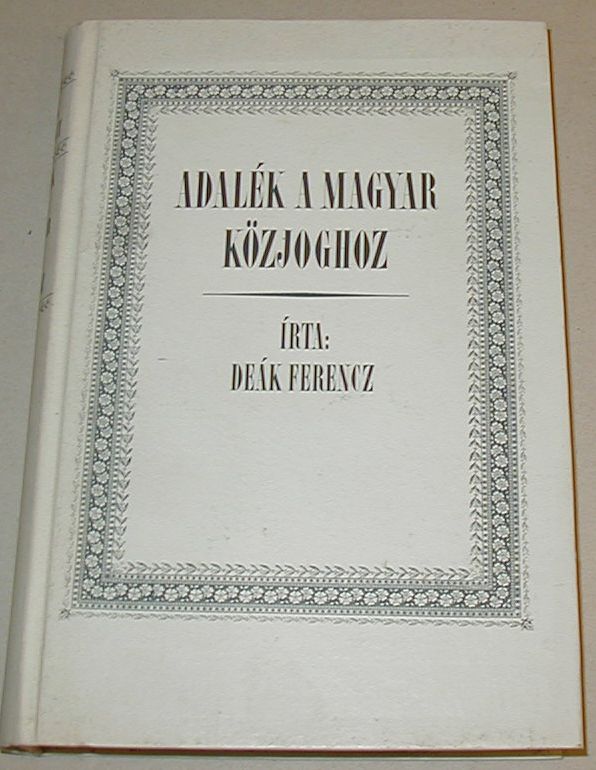 ADALÉK A MAGYAR
KÖZJOGHOZ
ÍRTA:
DEÁK FERENCZ